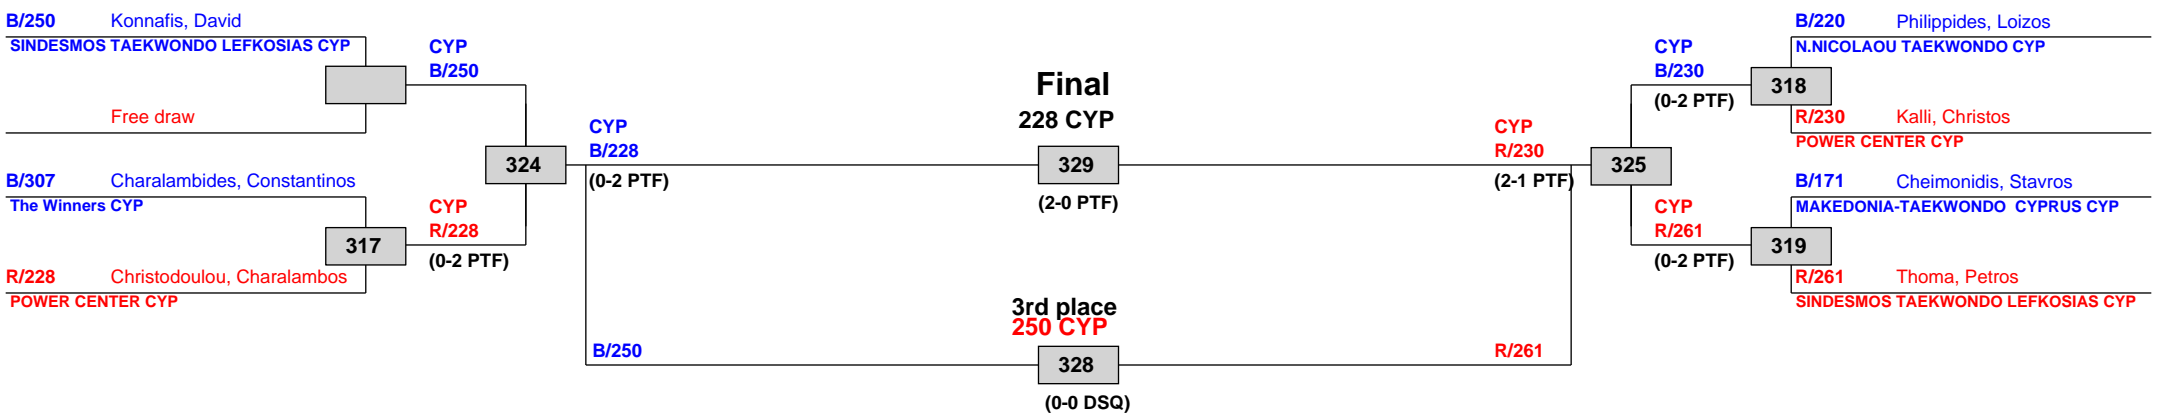 B/250 Konnafis, David
SINDESMOS TAEKWONDO LEFKOSIAS CYP
Free draw
CYP
B/250
B/307 Charalambides, Constantinos
The Winners CYP
317
R/228 Christodoulou, Charalambos
POWER CENTER CYP
CYP
R/228
(0-2 PTF)
324
CYP
B/228
(0-2 PTF)
Final
228 CYP
329
(2-0 PTF)
3rd place
250 CYP
B/250
328
R/261
(0-0 DSQ)
CYP
R/230
(2-1 PTF)
325
CYP
B/230
(0-2 PTF)
CYP
R/261
(0-2 PTF)
B/220 Philippides, Loizos
N.NICOLAOU TAEKWONDO CYP
318
R/230 Kalli, Christos
POWER CENTER CYP
B/171 Cheimonidis, Stavros
MAKEDONIA-TAEKWONDO CYPRUS CYP
319
R/261 Thoma, Petros
SINDESMOS TAEKWONDO LEFKOSIAS CYP